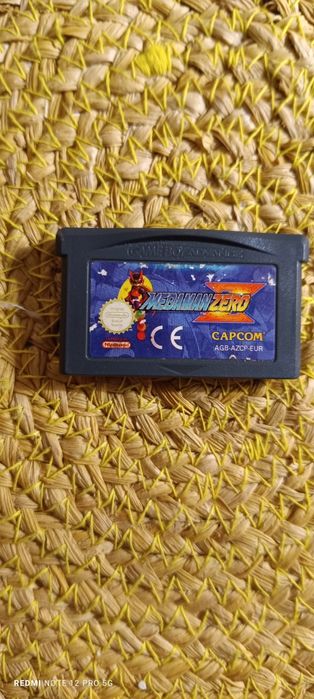 GAME BOY ADVANCE
MEGAMAN ZERO
Nintendo
CE
CAPCOM
AGB-AZCP-EUR
REDMI NOTE 12 PRO 5G